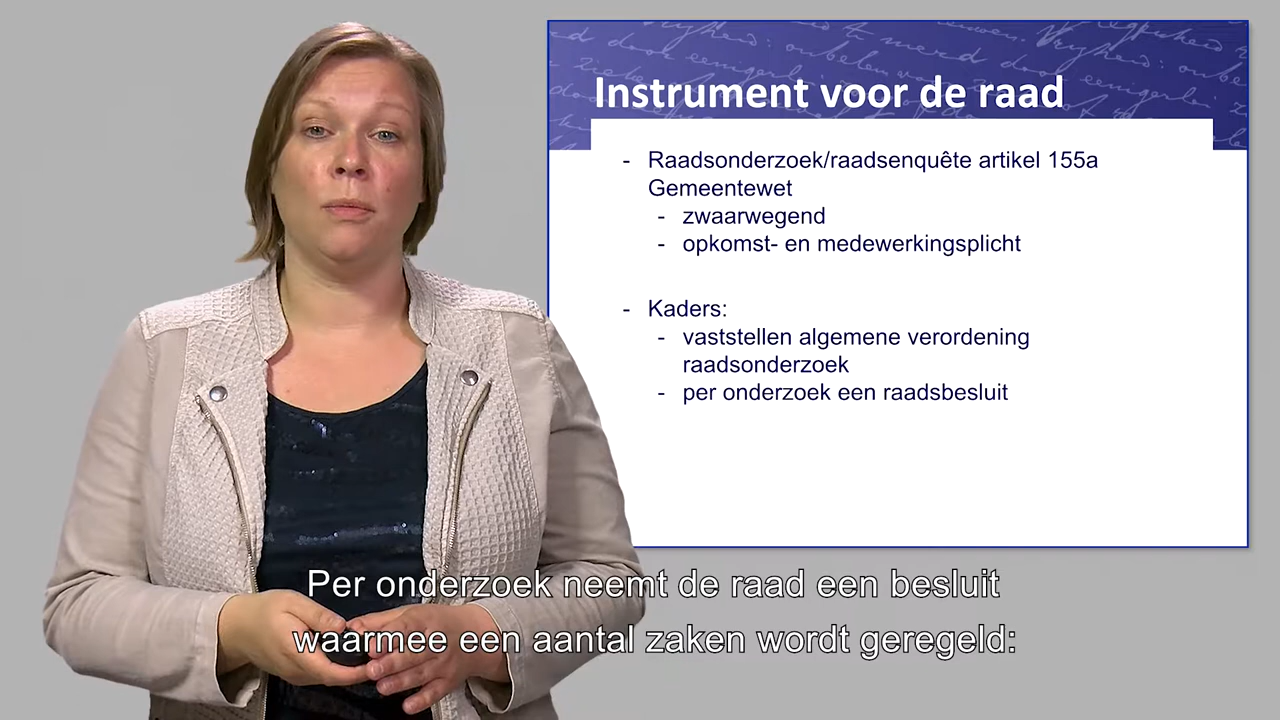 Instrument voor de raad
- Raadsonderzoek/raadsenquête artikel 155a
Gemeentewet
- zwaarwegend
- opkomst- en medewerkingsplicht
- Kaders:
- vaststellen algemene verordening
raadsonderzoek
- per onderzoek een raadsbesluit
Per onderzoek neemt de raad een besluit
waarmee een aantal zaken wordt geregeld: